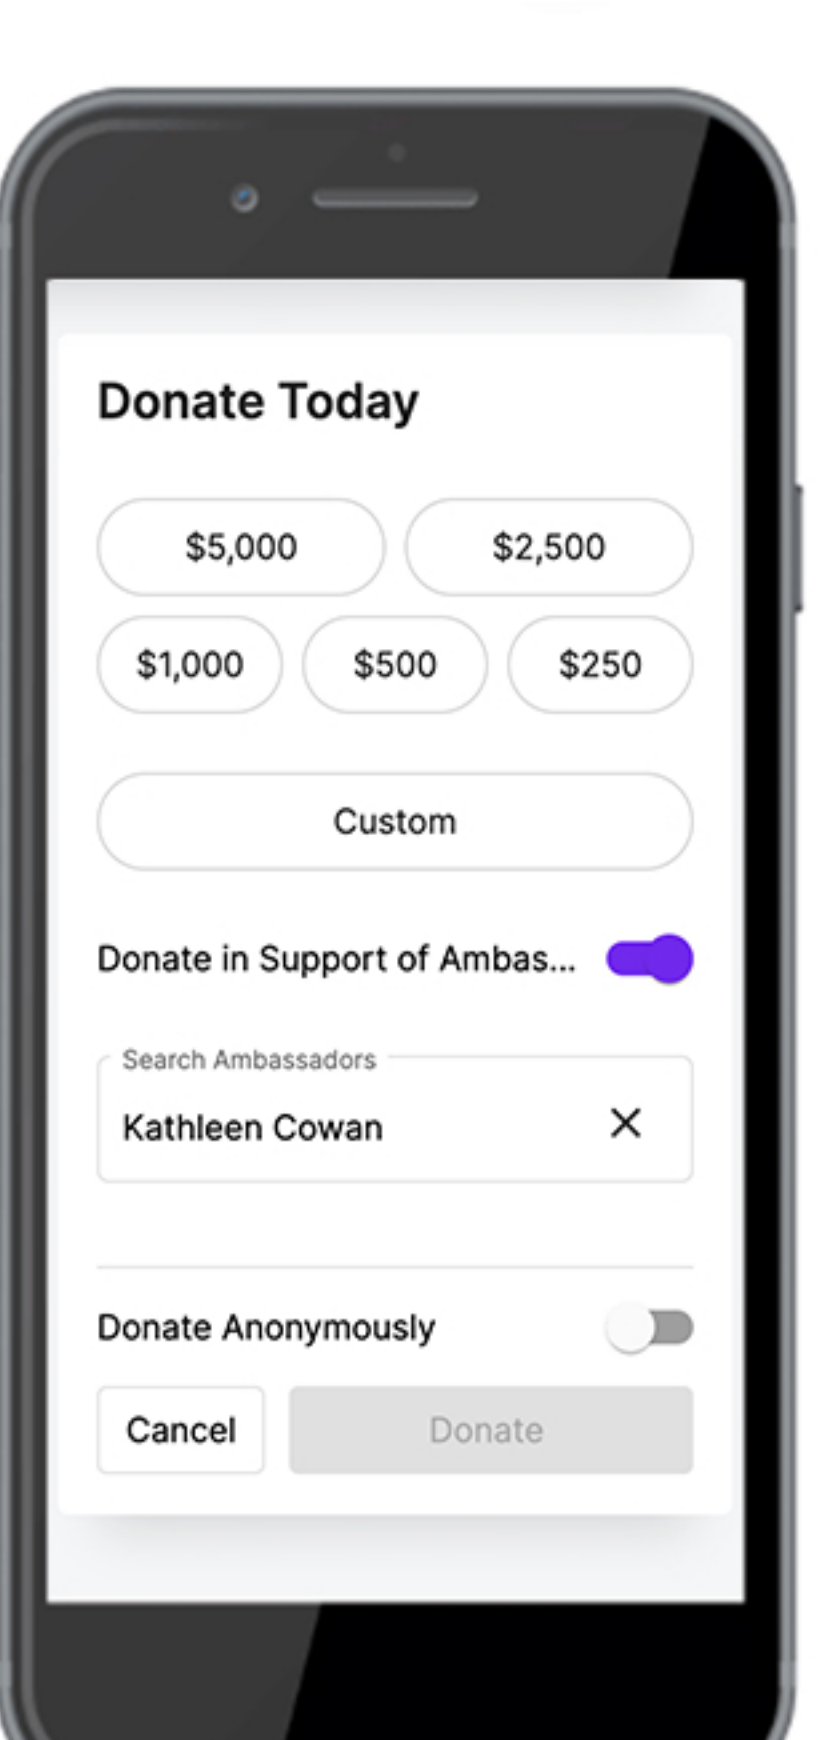 Donate Today
$5,000 $2,500
$1,000 $500 $250
Custom
Donate in Support of Ambas...
Search Ambassadors
Kathleen Cowan
Donate Anonymously
Cancel Donate